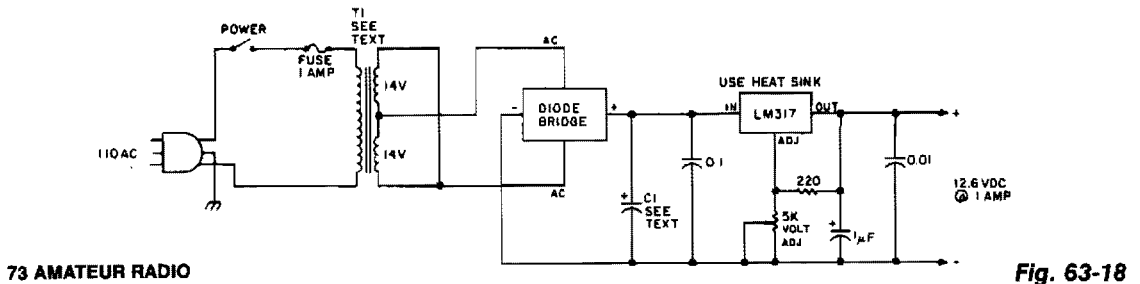 POWER
FUSE
1 AMP
T1
SEE
TEXT
14V
14V
110 AC
AC
AC
-
DIODE
BRIDGE
+
USE HEAT SINK
IN
LM317
OUT
ADJ
+
C1
SEE
TEXT
0.1
220
5K
VOLT
ADJ
+
1µF
0.01
+
12.6 VDC
@ 1 AMP
-
73 AMATEUR RADIO
Fig. 63-18